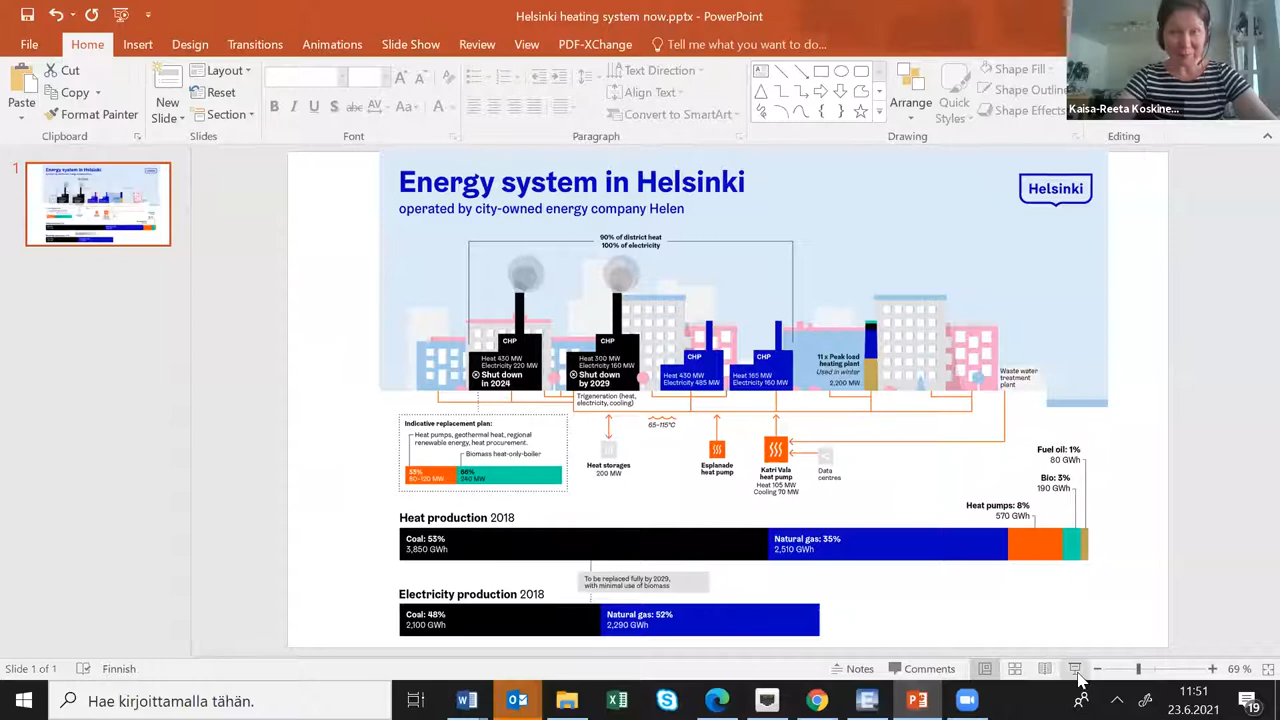 Helsinki heating system now.pptx - PowerPoint
File
Home
Insert
Design
Transitions
Animations
Slide Show
Review
View
PDF-XChange
Tell me what you want to do...
Paste
Cut
Copy
Format Painter
Clipboard
New
Slide
Layout
Reset
Section
Slides
B I U S abc AV Aa A
Font
Text Direction
Align Text
Convert to SmartArt
Paragraph
Arrange
Quick
Styles
Shape Fill
Shape Outline
Shape Effects
Drawing
Editing
Kaisa-Reeta Koskine...
1
Energy system in Helsinki
operated by city-owned energy company Helen
Helsinki
90% of district heat
100% of electricity
CHP
Heat 430 MW
Electricity 220 MW
Shut down
in 2024
CHP
Heat 300 MW
Electricity 160 MW
Shut down
by 2029
CHP
Heat 430 MW
Electricity 485 MW
CHP
Heat 165 MW
Electricity 160 MW
11 x Peak load
heating plant
Used in winter
2,200 MW
Waste water
treatment
plant
Trigeneration (heat,
electricity, cooling)
65-115°C
Indicative replacement plan:
Heat pumps, geothermal heat, regional
renewable energy, heat procurement.
Biomass heat-only-boiler
33%
80-120 MW
66%
240 MW
Heat storages
200 MW
Esplanade
heat pump
Katri Vala
heat pump
Heat 105 MW
Cooling 70 MW
Data
centres
Fuel oil: 1%
80 GWh
Bio: 3%
190 GWh
Heat pumps: 8%
570 GWh
Heat production 2018
Coal: 53%
3,850 GWh
Natural gas: 35%
2,510 GWh
To be replaced fully by 2029,
with minimal use of biomass
Electricity production 2018
Coal: 48%
2,100 GWh
Natural gas: 52%
2,290 GWh
Slide 1 of 1
Finnish
Notes
Comments
69 %
Hae kirjoittamalla tähän.
11:51
23.6.2021
19